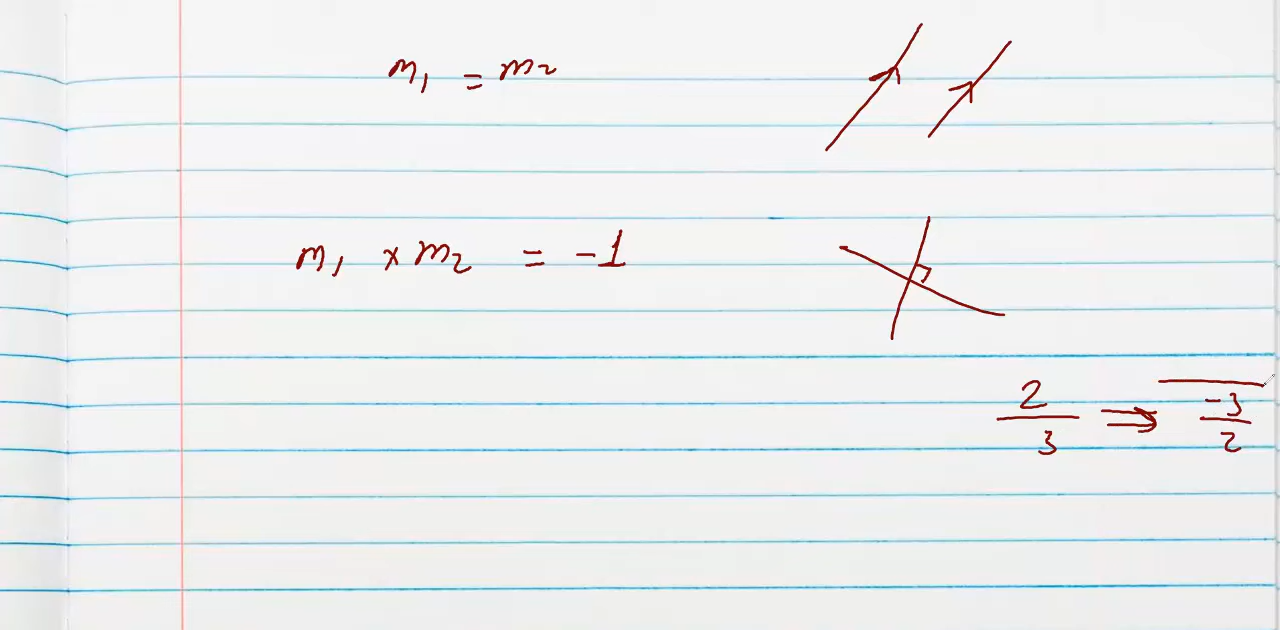 m₁ = m₂
m₁ × m₂ = -1
2/3 ⇒ -3/2